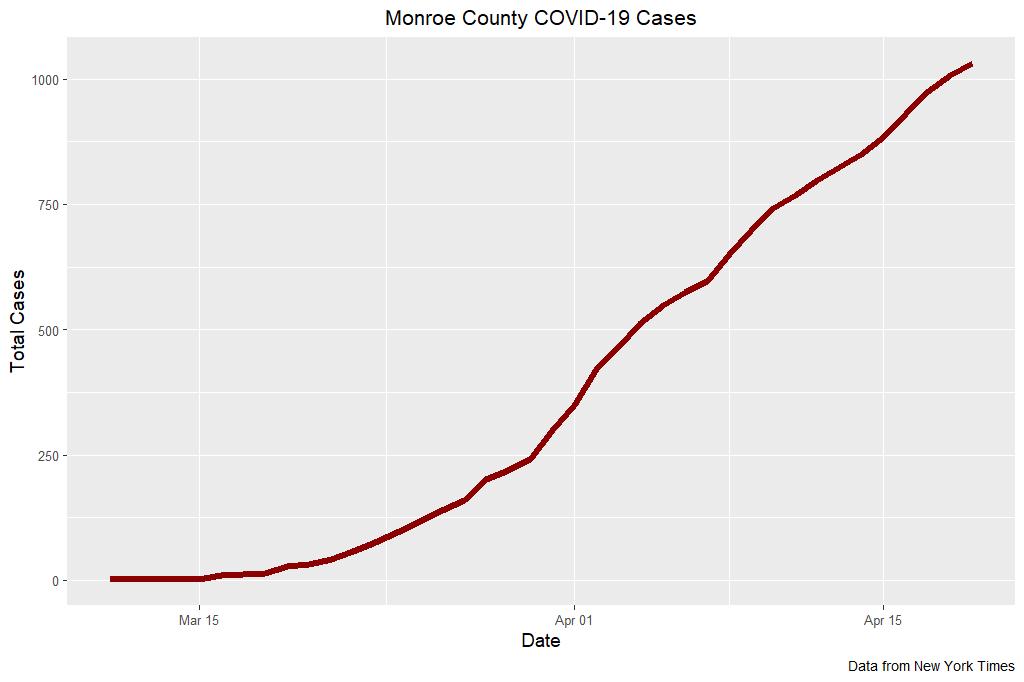 Monroe County COVID-19 Cases
Total Cases
1000
750
500
250
0
Mar 15
Apr 01
Apr 15
Date
Data from New York Times